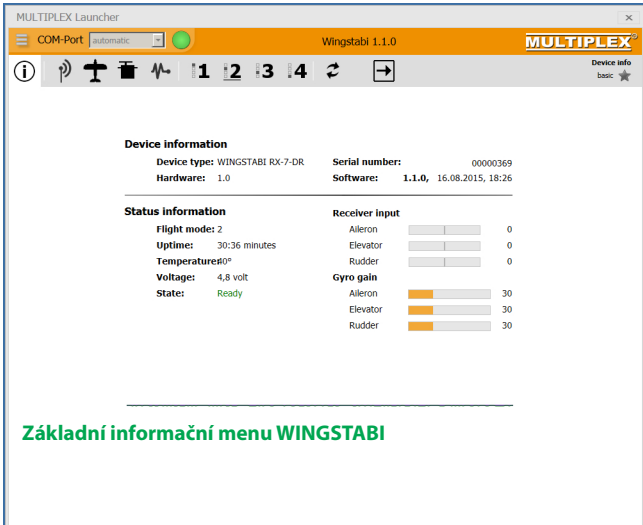 MULTIPLEX Launcher ×
COM-Port automatic Wingstabi 1.1.0 MULTIPLEX®
1 2 3 4 Device info
basic
Device information
Device type: WINGSTABI RX-7-DR Serial number: 00000369
Hardware: 1.0 Software: 1.1.0, 16.08.2015, 18:26
Status information Receiver input
Flight mode: 2 Aileron 0
Uptime: 30:36 minutes Elevator 0
Temperature: 40° Rudder 0
Voltage: 4,8 volt Gyro gain
State: Ready Aileron 30
Elevator 30
Rudder 30
Základní informační menu WINGSTABI